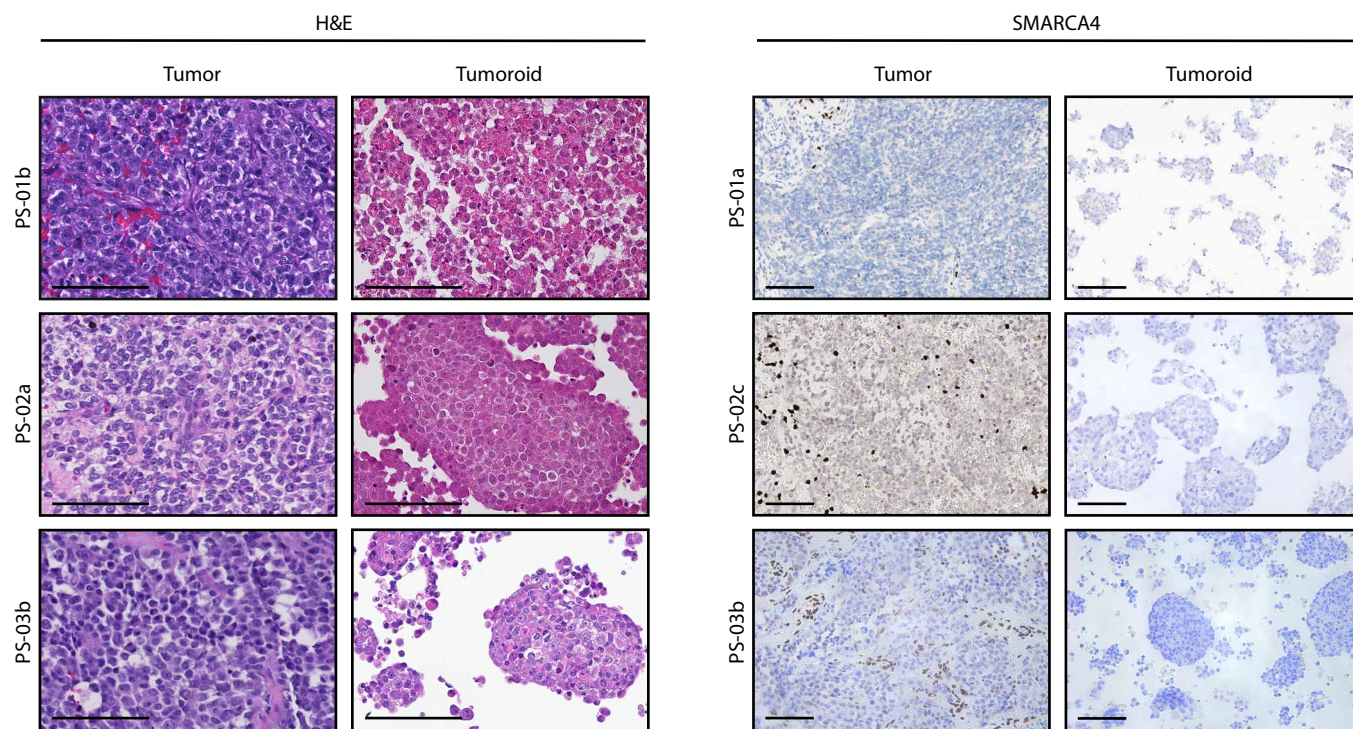 H&E
SMARCA4
Tumor
Tumoroid
Tumor
Tumoroid
PS-01b
PS-01a
PS-02a
PS-02c
PS-03b
PS-03b